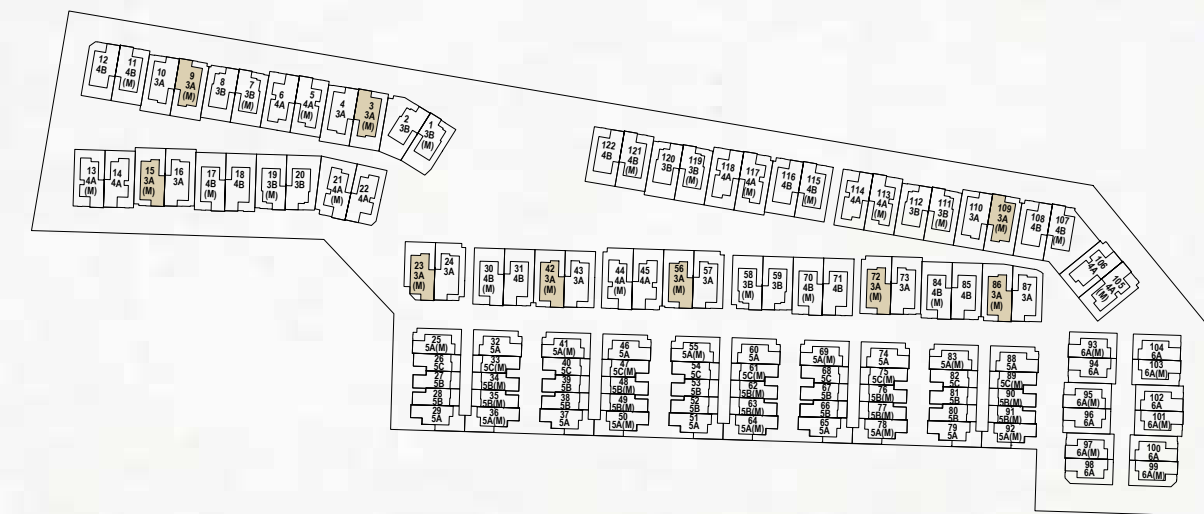 12
4B
11
4B
(M)
10
3A
9
3A
(M)
8
3B
7
3B
(M)
6
4A
5
4A
(M)
4
3A
3
3A
(M)
2
3B
1
3B
(M)
13
4A
(M)
14
4A
15
3A
(M)
16
3A
17
4B
(M)
18
4B
19
3B
(M)
20
3B
21
4A
(M)
22
4A
122
4B
121
4B
(M)
120
3B
119
3B
(M)
118
4A
117
4A
(M)
116
4B
115
4B
(M)
114
4A
113
4A
(M)
112
3B
111
3B
(M)
110
3A
109
3A
(M)
108
4B
107
4B
(M)
106
4A
105
4A
(M)
23
3A
(M)
24
3A
30
4B
(M)
31
4B
42
3A
(M)
43
3A
44
4A
(M)
45
4A
56
3A
(M)
57
3A
58
3B
(M)
59
3B
70
4B
(M)
71
4B
72
3A
(M)
73
3A
84
4B
(M)
85
4B
86
3A
(M)
87
3A
25
5A(M)
26
5C
27
5B
28
5B
29
5A
32
5A
33
5C(M)
34
5B(M)
35
5B(M)
36
5A(M)
41
5A(M)
40
5C
39
5B
38
5B
37
5A
46
5A
47
5C(M)
48
5B(M)
49
5B(M)
50
5A(M)
55
5A(M)
54
5C
53
5B
52
5B
51
5A
60
5A
61
5C(M)
62
5B(M)
63
5B(M)
64
5A(M)
69
5A(M)
68
5C
67
5B
66
5B
65
5A
74
5A
75
5C(M)
76
5B(M)
77
5B(M)
78
5A(M)
83
5A(M)
82
5C
81
5B
80
5B
79
5A
88
5A
89
5C(M)
90
5B(M)
91
5B(M)
92
5A(M)
93
6A(M)
94
6A
95
6A(M)
96
6A
97
6A(M)
98
6A
104
6A
103
6A(M)
102
6A
101
6A(M)
100
6A
99
6A(M)